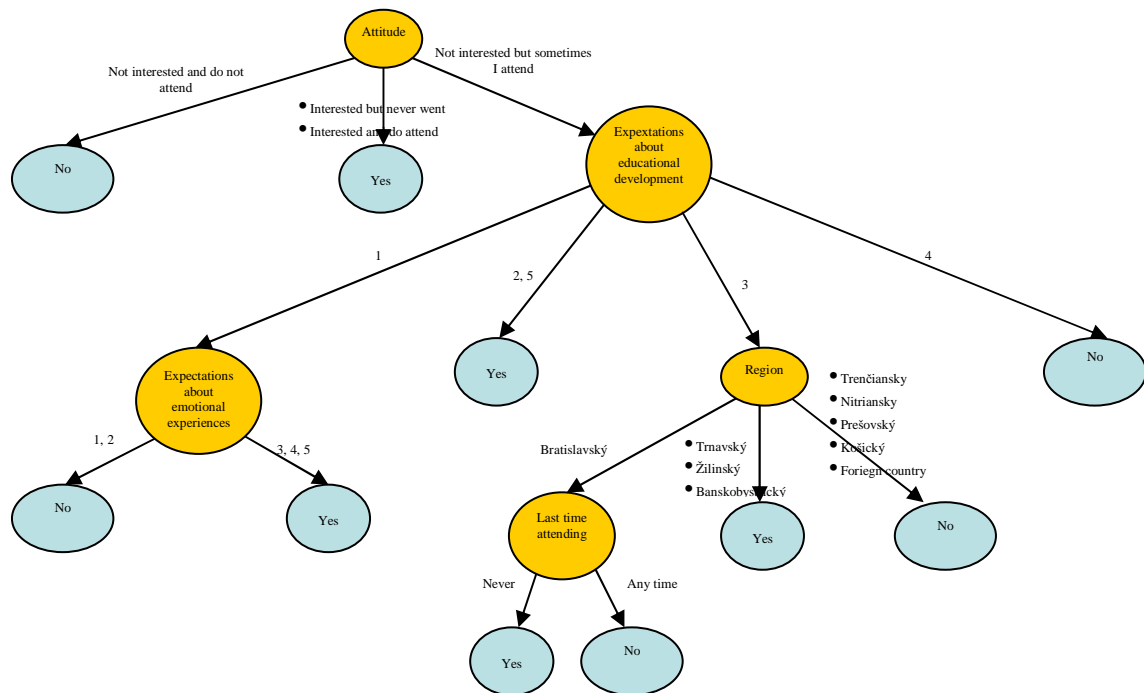 Attitude
Not interested but sometimes
I attend
Not interested and do not
attend
• Interested but never went
• Interested and do attend
Expextations
about
educational
development
No
Yes
1
2, 5
3
4
Expectations
about
emotional
experiences
Yes
Region
No
• Trenčiansky
• Nitriansky
• Prešovský
• Košický
• Foriegn country
1, 2
3, 4, 5
Bratislavský
• Trnavský
• Žilinský
• Banskobystrický
No
Yes
Last time
attending
Yes
No
Never
Any time
Yes
No